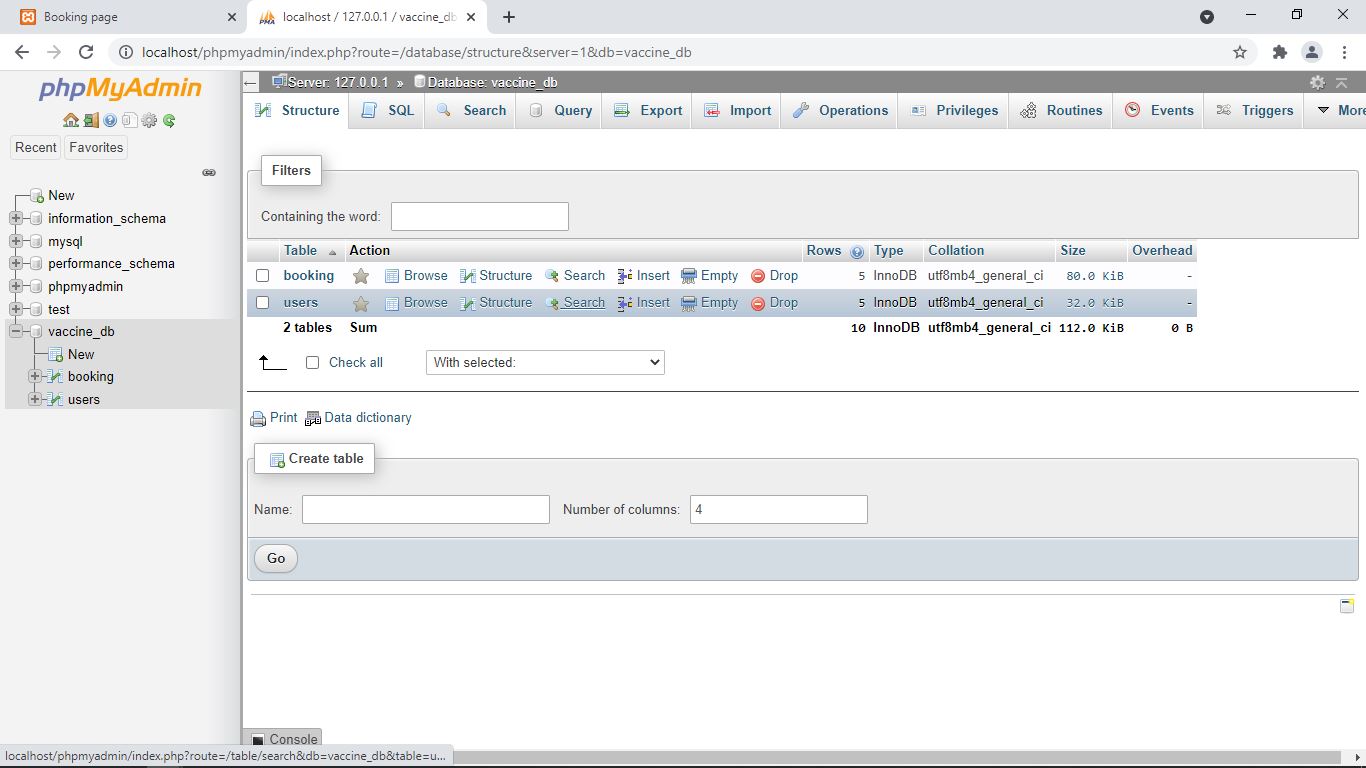 Booking page
localhost / 127.0.0.1 / vaccine_db
localhost/phpmyadmin/index.php?route=/database/structure&server=1&db=vaccine_db
phpMyAdmin
Recent Favorites
New
information_schema
mysql
performance_schema
phpmyadmin
test
vaccine_db
New
booking
users
Server: 127.0.0.1 » Database: vaccine_db
Structure SQL Search Query Export Import Operations Privileges Routines Events Triggers More
Filters
Containing the word:
Table Action Rows Type Collation Size Overhead
booking Browse Structure Search Insert Empty Drop 5 InnoDB utf8mb4_general_ci 80.0 KiB -
users Browse Structure Search Insert Empty Drop 5 InnoDB utf8mb4_general_ci 32.0 KiB -
2 tables Sum 10 InnoDB utf8mb4_general_ci 112.0 KiB 0 B
Check all With selected:
Print Data dictionary
Create table
Name: Number of columns: 4
Go
Console
localhost/phpmyadmin/index.php?route=/table/search&db=vaccine_db&table=u...